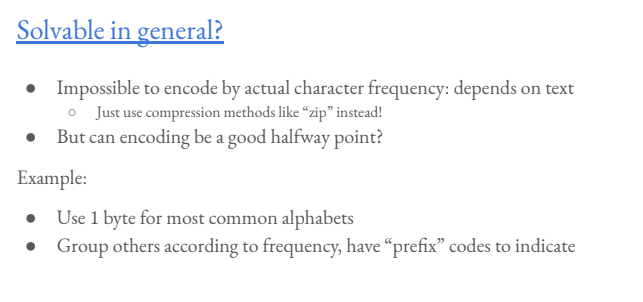 Solvable in general?
● Impossible to encode by actual character frequency: depends on text
○ Just use compression methods like “zip” instead!
● But can encoding be a good halfway point?
Example:
● Use 1 byte for most common alphabets
● Group others according to frequency, have “prefix” codes to indicate